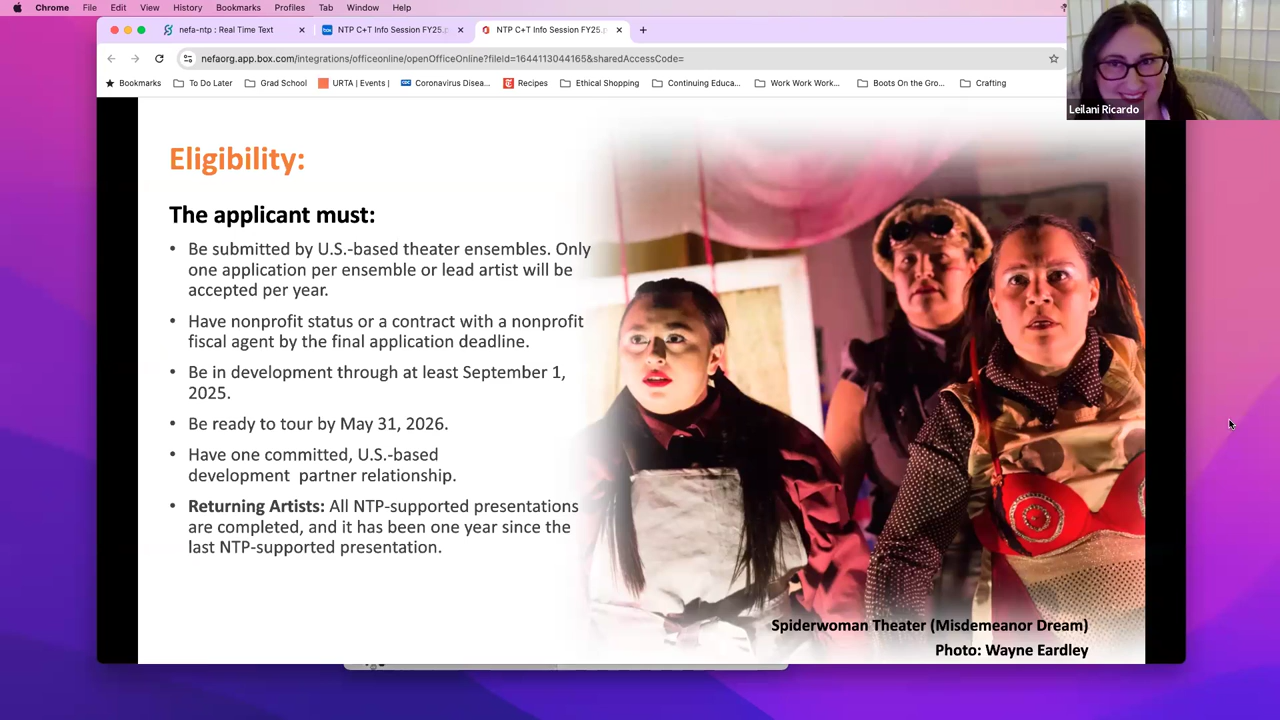 Chrome File Edit View History Bookmarks Profiles Tab Window Help
nefa-ntp : Real Time Text
NTP C+T Info Session FY25.
NTP C+T Info Session FY25.
nefaorg.app.box.com/integrations/officeonline/openOfficeOnline?fileId=1644113044165&sharedAccessCode=
Bookmarks To Do Later Grad School URTA | Events | Coronavirus Disea... Recipes Ethical Shopping Continuing Educa... Work Work Work... Boots On the Gro... Crafting
Leilani Ricardo
Eligibility:
The applicant must:
• Be submitted by U.S.-based theater ensembles. Only
one application per ensemble or lead artist will be
accepted per year.
• Have nonprofit status or a contract with a nonprofit
fiscal agent by the final application deadline.
• Be in development through at least September 1,
2025.
• Be ready to tour by May 31, 2026.
• Have one committed, U.S.-based
development partner relationship.
• Returning Artists: All NTP-supported presentations
are completed, and it has been one year since the
last NTP-supported presentation.
Spiderwoman Theater (Misdemeanor Dream)
Photo: Wayne Eardley